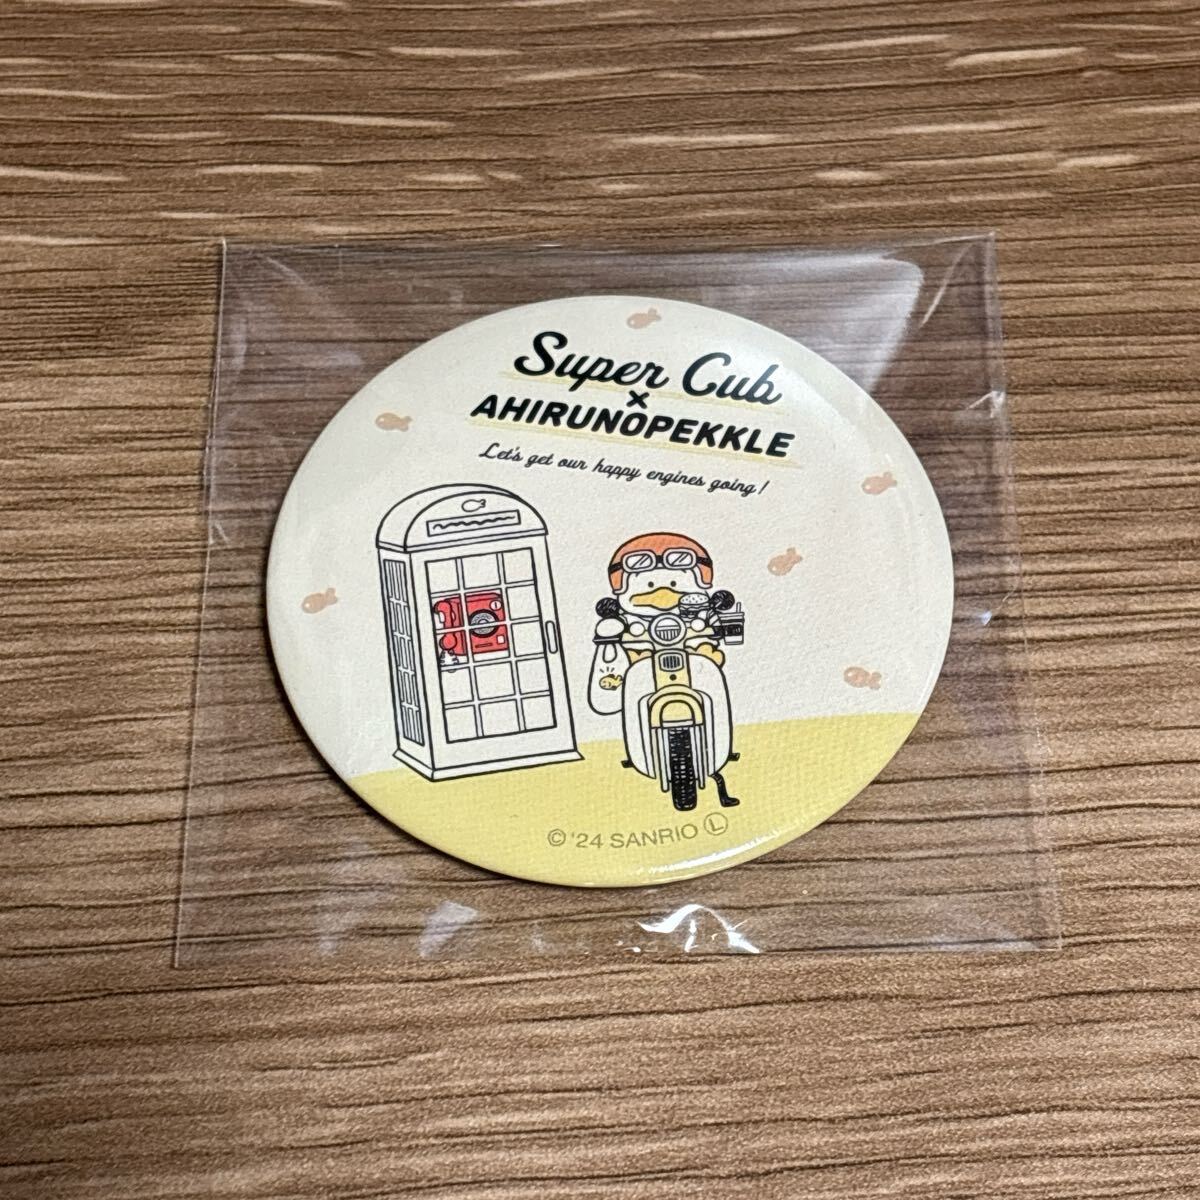 Super Cub
×
AHIRUNOPEKKLE
Let's get our happy engines going!
© '24 SANRIO Ⓛ